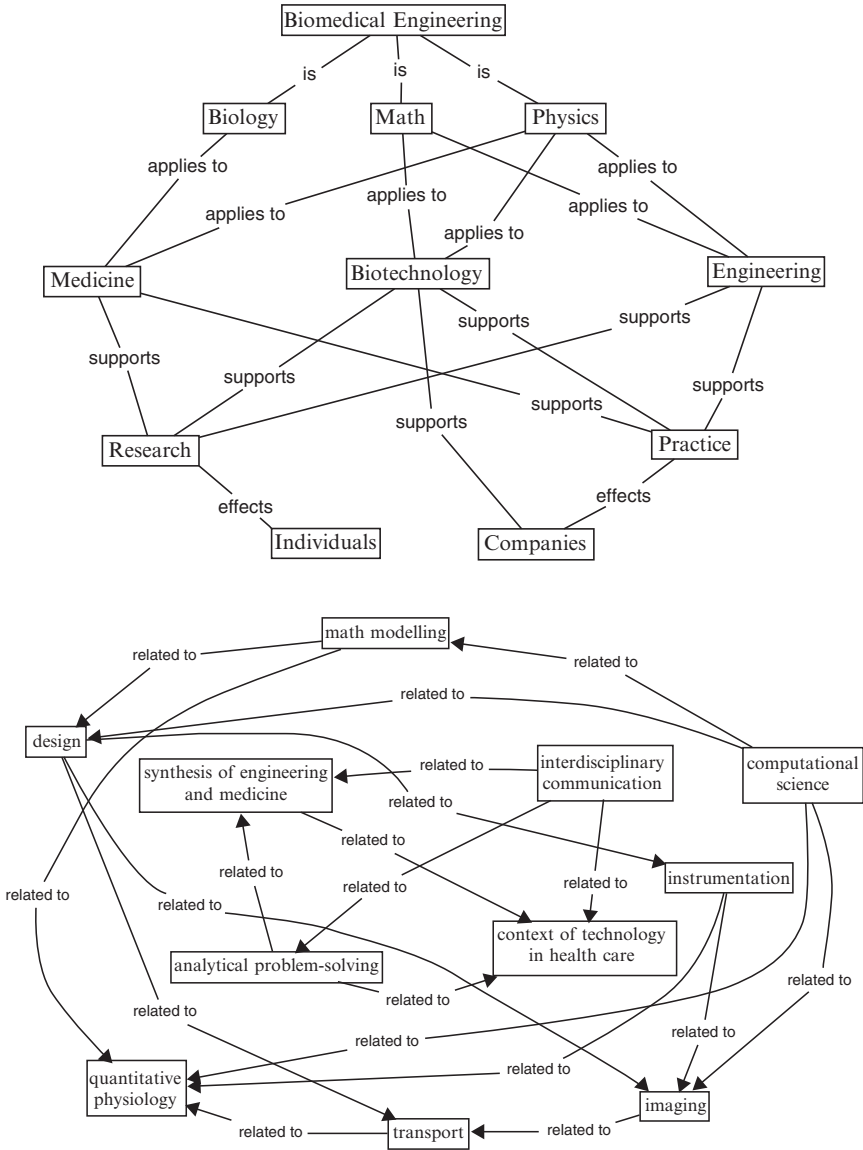 Biomedical Engineering
is
is
is
Biology
Math
Physics
applies to
applies to
applies to
applies to
applies to
applies to
Medicine
Biotechnology
Engineering
supports
supports
supports
supports
supports
supports
supports
Research
Practice
effects
effects
Individuals
Companies
math modelling
related to
related to
related to
design
synthesis of engineering
and medicine
related to
interdisciplinary
communication
computational
science
related to
related to
related to
related to
related to
instrumentation
related to
related to
context of technology
in health care
analytical problem-solving
related to
related to
related to
related to
related to
related to
quantitative
physiology
imaging
related to
transport
related to